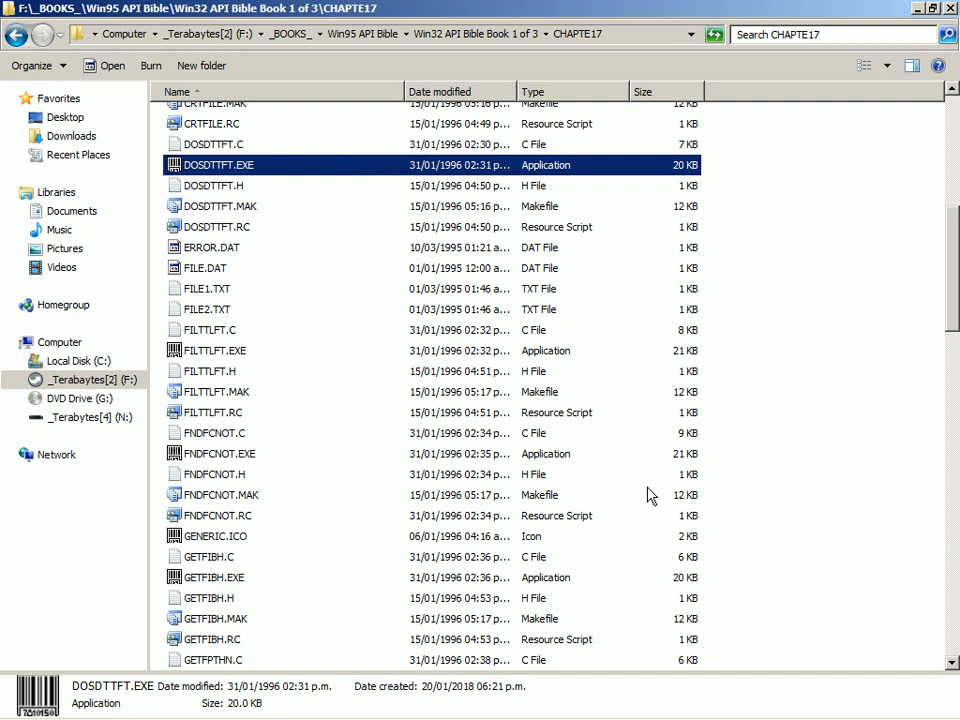 F:\_BOOKS_\Win95 API Bible\Win32 API Bible Book 1 of 3\CHAPTE17
Computer _Terabaytes[2] (F:) _BOOKS_ Win95 API Bible Win32 API Bible Book 1 of 3 CHAPTE17 Search CHAPTE17
Organize Open Burn New folder
Name Date modified Type Size
Favorites
Desktop
Downloads
Recent Places
Libraries
Documents
Music
Pictures
Videos
Homegroup
Computer
Local Disk (C:)
_Terabaytes[2] (F:)
DVD Drive (G:)
_Terabytes[4] (N:)
Network
CRTFILE.MAK 15/01/1996 05:16 p... Makefile 12 KB
CRTFILE.RC 15/01/1996 04:49 p... Resource Script 1 KB
DOSDTTFT.C 31/01/1996 02:30 p... C File 7 KB
DOSDTTFT.EXE 31/01/1996 02:31 p... Application 20 KB
DOSDTTFT.H 15/01/1996 04:50 p... H File 1 KB
DOSDTTFT.MAK 15/01/1996 05:16 p... Makefile 12 KB
DOSDTTFT.RC 15/01/1996 04:50 p... Resource Script 1 KB
ERROR.DAT 10/03/1995 01:21 a... DAT File 1 KB
FILE.DAT 01/01/1995 12:00 a... DAT File 1 KB
FILE1.TXT 01/03/1995 01:46 a... TXT File 1 KB
FILE2.TXT 01/03/1995 01:46 a... TXT File 1 KB
FILTTLFT.C 31/01/1996 02:32 p... C File 8 KB
FILTTLFT.EXE 31/01/1996 02:32 p... Application 21 KB
FILTTLFT.H 15/01/1996 04:51 p... H File 1 KB
FILTTLFT.MAK 15/01/1996 05:17 p... Makefile 12 KB
FILTTLFT.RC 15/01/1996 04:51 p... Resource Script 1 KB
FNDFCNOT.C 31/01/1996 02:34 p... C File 9 KB
FNDFCNOT.EXE 31/01/1996 02:35 p... Application 21 KB
FNDFCNOT.H 31/01/1996 02:34 p... H File 1 KB
FNDFCNOT.MAK 15/01/1996 05:17 p... Makefile 12 KB
FNDFCNOT.RC 31/01/1996 02:34 p... Resource Script 1 KB
GENERIC.ICO 06/01/1996 04:16 a... Icon 2 KB
GETFIBH.C 31/01/1996 02:36 p... C File 6 KB
GETFIBH.EXE 31/01/1996 02:36 p... Application 20 KB
GETFIBH.H 15/01/1996 04:53 p... H File 1 KB
GETFIBH.MAK 15/01/1996 05:17 p... Makefile 12 KB
GETFIBH.RC 15/01/1996 04:53 p... Resource Script 1 KB
GETFPTHN.C 31/01/1996 02:38 p... C File 6 KB
DOSDTTFT.EXE Date modified: 31/01/1996 02:31 p.m. Date created: 20/01/2018 06:21 p.m.
Application Size: 20.0 KB